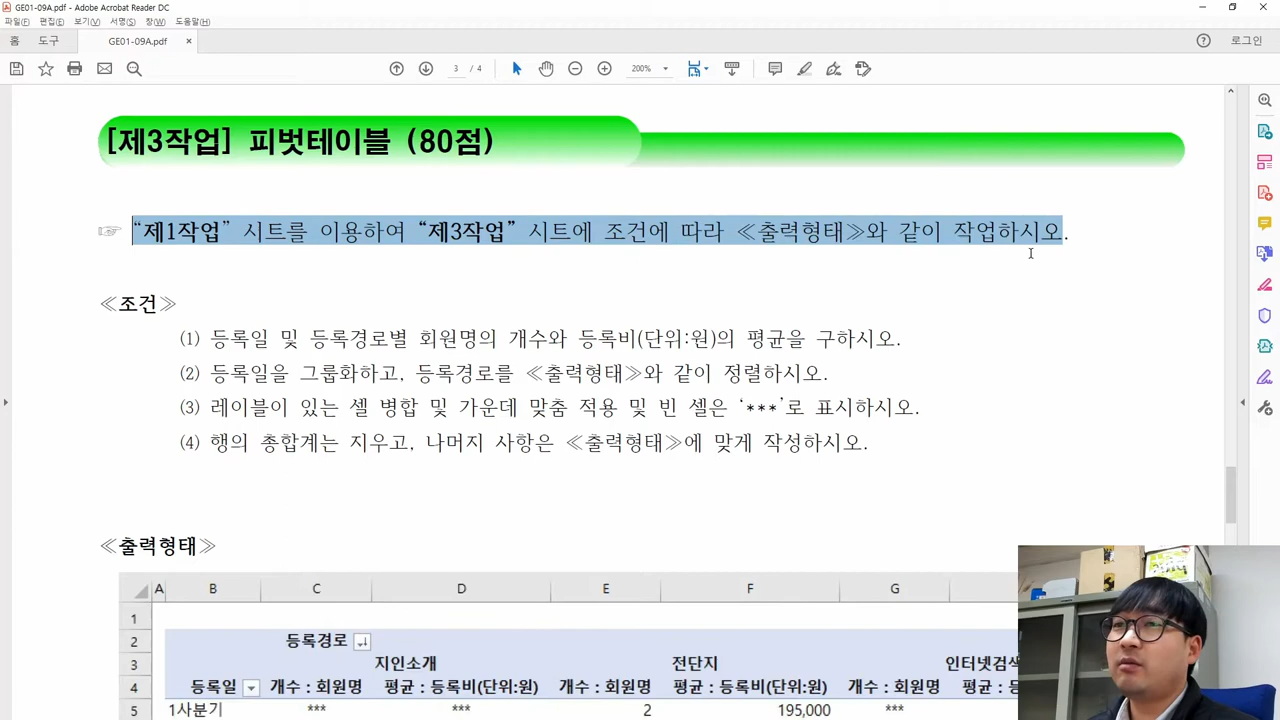 GE01-09A.pdf - Adobe Acrobat Reader DC
파일(F) 편집(E) 보기(V) 서명(S) 창(W) 도움말(H)
홈 도구 GE01-09A.pdf × 로그인
3 / 4 200%
[제3작업] 피벗테이블 (80점)
☞ “제1작업” 시트를 이용하여 “제3작업” 시트에 조건에 따라 ≪출력형태≫와 같이 작업하시오.
≪조건≫
(1) 등록일 및 등록경로별 회원명의 개수와 등록비(단위:원)의 평균을 구하시오.
(2) 등록일을 그룹화하고, 등록경로를 ≪출력형태≫와 같이 정렬하시오.
(3) 레이블이 있는 셀 병합 및 가운데 맞춤 적용 및 빈 셀은 ‘***’로 표시하시오.
(4) 행의 총합계는 지우고, 나머지 사항은 ≪출력형태≫에 맞게 작성하시오.
≪출력형태≫
A B C D E F G
1
2 등록경로
3 지인소개 전단지 인터넷검색
4 등록일 개수 : 회원명 평균 : 등록비(단위:원) 개수 : 회원명 평균 : 등록비(단위:원) 개수 : 회원명 평균 :
5 1사분기 *** *** 2 195,000 ***